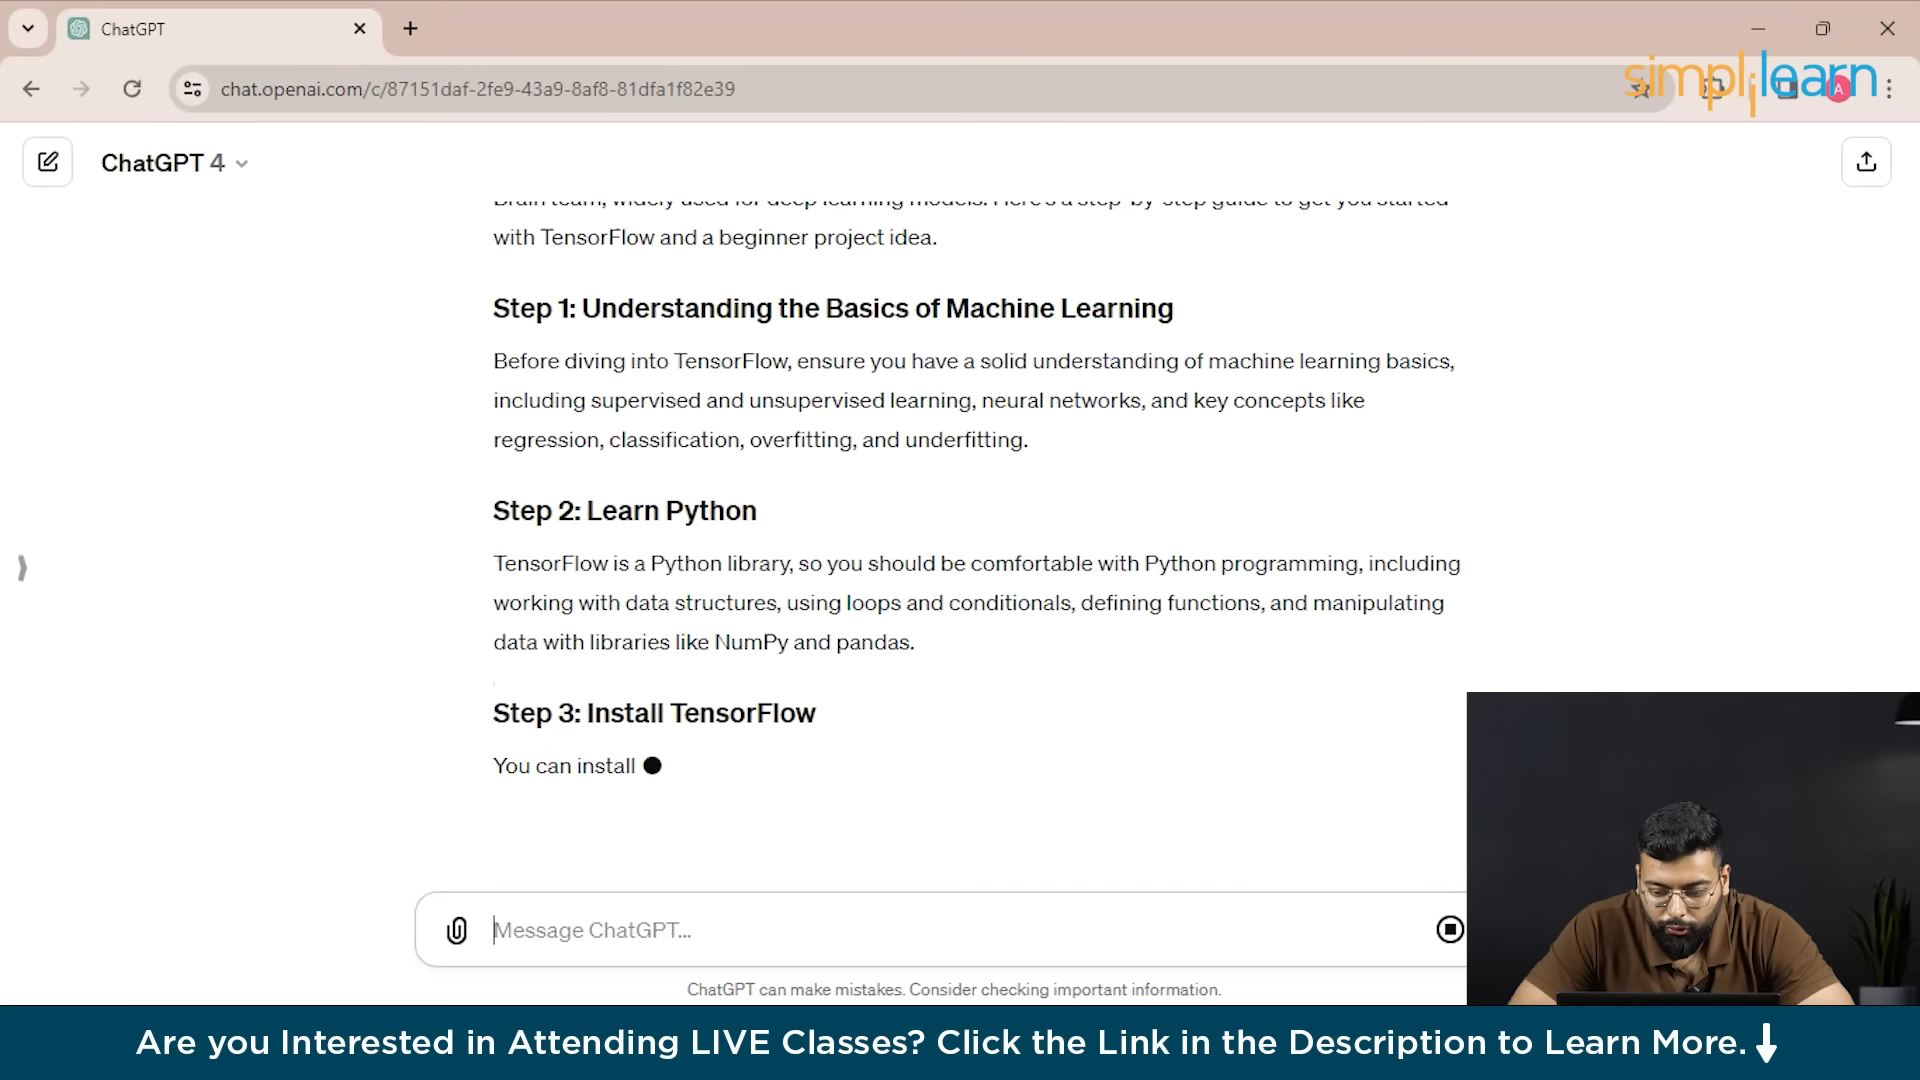 ChatGPT
chat.openai.com/c/87151daf-2fe9-43a9-8af8-81dfa1f82e39
simplilearn
A
ChatGPT 4
Brain team, widely used for deep learning models. Here's a step-by-step guide to get you started
with TensorFlow and a beginner project idea.
Step 1: Understanding the Basics of Machine Learning
Before diving into TensorFlow, ensure you have a solid understanding of machine learning basics,
including supervised and unsupervised learning, neural networks, and key concepts like
regression, classification, overfitting, and underfitting.
Step 2: Learn Python
TensorFlow is a Python library, so you should be comfortable with Python programming, including
working with data structures, using loops and conditionals, defining functions, and manipulating
data with libraries like NumPy and pandas.
Step 3: Install TensorFlow
You can install
Message ChatGPT...
ChatGPT can make mistakes. Consider checking important information.
Are you Interested in Attending LIVE Classes? Click the Link in the Description to Learn More.